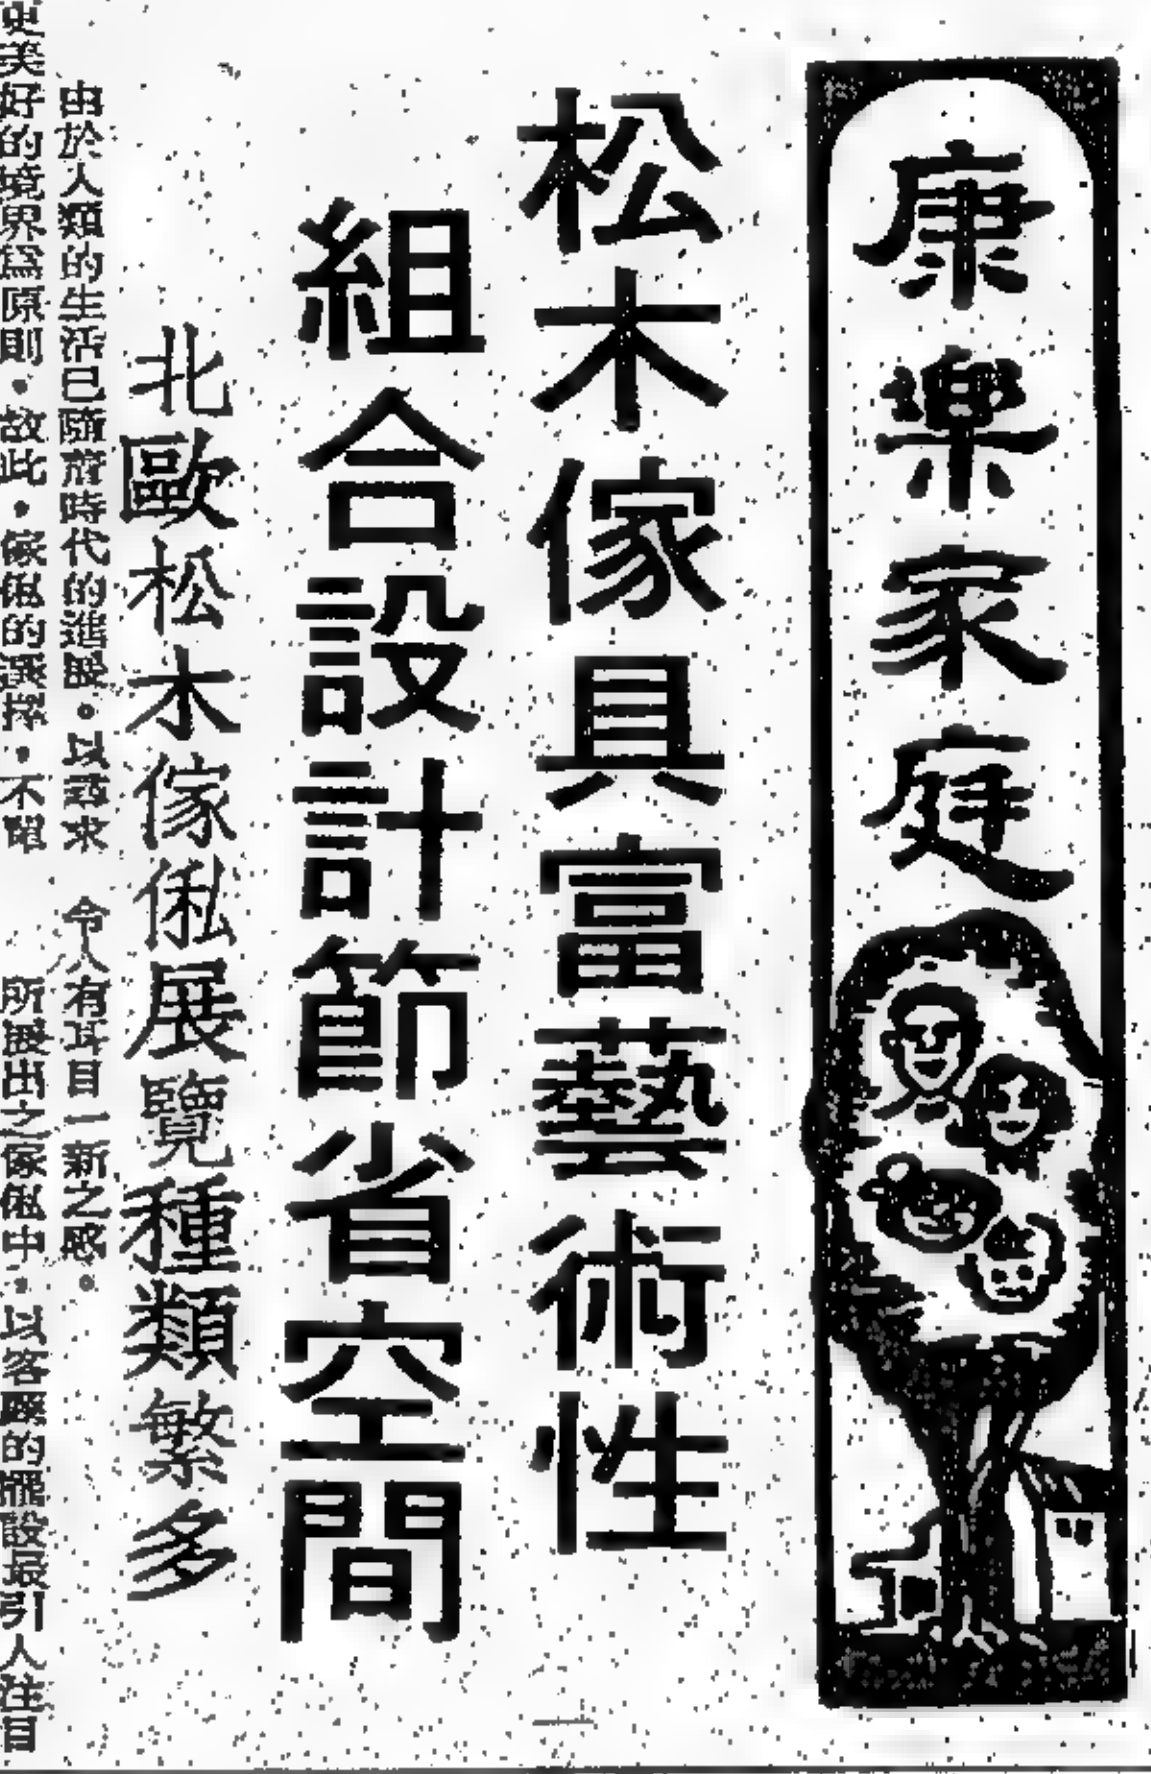 康樂家庭
松木傢具富藝術性
組合設計節省空間
北歐松木傢俬展覽種類繁多
由於人類的生活已隨着時代的進展。以尋求
更美好的境界爲原則。故此，傢俬的選擇，不單
令人有耳目一新之感。
所展出之傢俬中，以客廳的擺設最引人注目